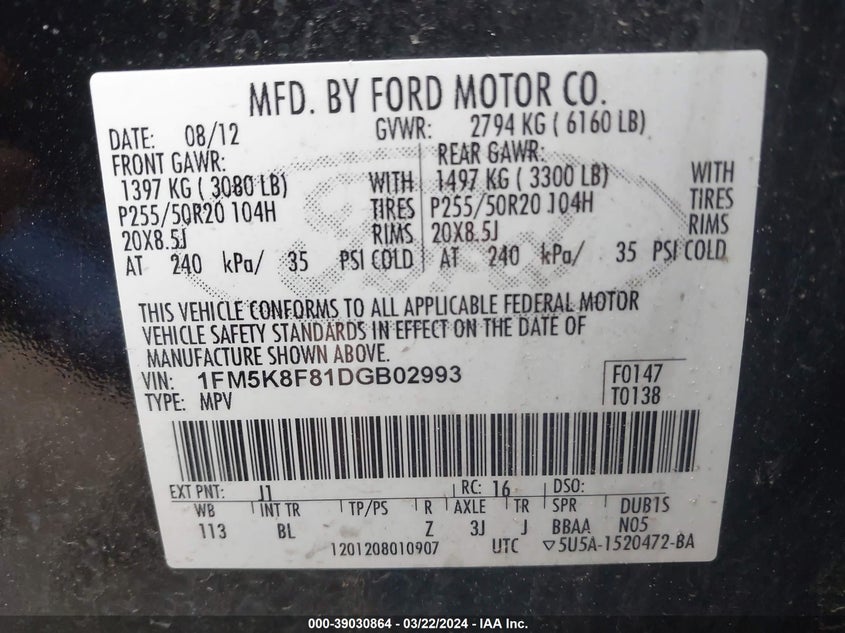 MFD. BY FORD MOTOR CO.
DATE: 08/12 GVWR: 2794 KG ( 6160 LB)
FRONT GAWR: REAR GAWR:
1397 KG ( 3080 LB) WITH 1497 KG ( 3300 LB) WITH
P255/50R20 104H TIRES P255/50R20 104H TIRES
20X8.5J RIMS 20X8.5J RIMS
AT 240 kPa/ 35 PSI COLD AT 240 kPa/ 35 PSI COLD
Ford
THIS VEHICLE CONFORMS TO ALL APPLICABLE FEDERAL MOTOR
VEHICLE SAFETY STANDARDS IN EFFECT ON THE DATE OF
MANUFACTURE SHOWN ABOVE.
VIN: 1FM5K8F81DGB02993 F0147
TYPE: MPV T0138
EXT PNT: J1 RC: 16 DSO:
WB INT TR TP/PS R AXLE TR SPR DUB1S
113 BL Z 3J J BBAA N05
1201208010907 UTC ▽5U5A-1520472-BA
000-39030864 / 03/22/2024 - IAA Inc.